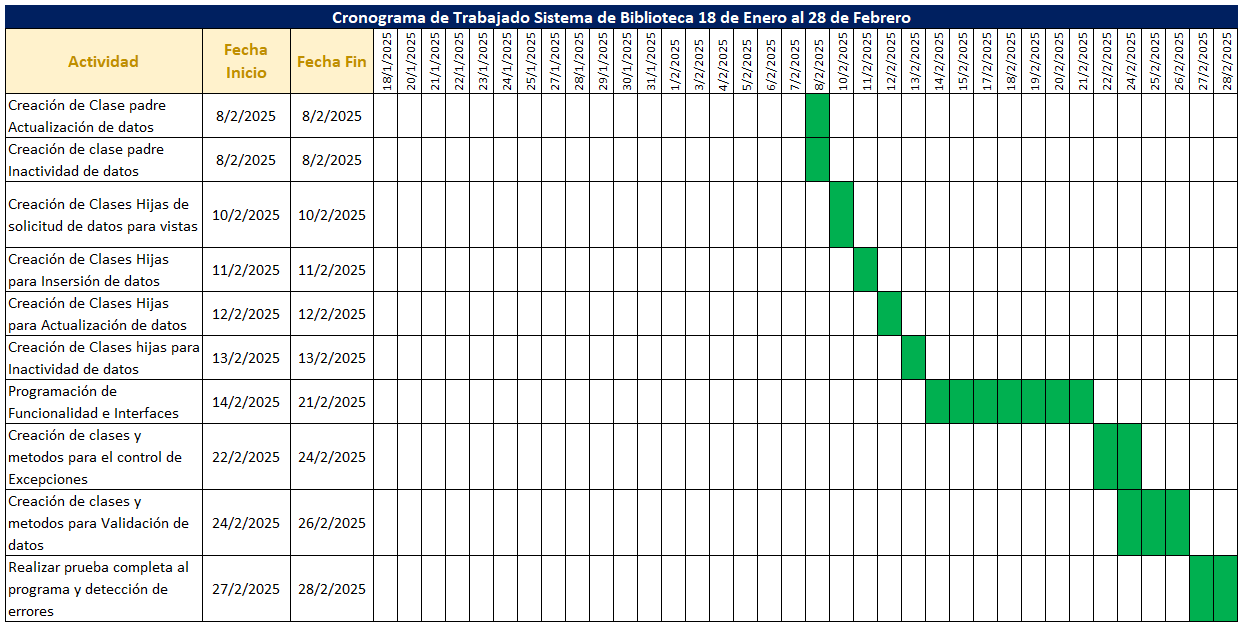 Cronograma de Trabajado Sistema de Biblioteca 18 de Enero al 28 de Febrero
Actividad
Fecha
Inicio
Fecha Fin
18/1/2025
20/1/2025
21/1/2025
22/1/2025
23/1/2025
24/1/2025
25/1/2025
27/1/2025
28/1/2025
29/1/2025
30/1/2025
31/1/2025
1/2/2025
3/2/2025
4/2/2025
5/2/2025
6/2/2025
7/2/2025
8/2/2025
10/2/2025
11/2/2025
12/2/2025
13/2/2025
14/2/2025
15/2/2025
17/2/2025
18/2/2025
19/2/2025
20/2/2025
21/2/2025
22/2/2025
24/2/2025
25/2/2025
26/2/2025
27/2/2025
28/2/2025
Creación de Clase padre
Actualización de datos
8/2/2025
8/2/2025
Creación de clase padre
Inactividad de datos
8/2/2025
8/2/2025
Creación de Clases Hijas de
solicitud de datos para vistas
10/2/2025
10/2/2025
Creación de Clases Hijas
para Insersión de datos
11/2/2025
11/2/2025
Creación de Clases Hijas
para Actualización de datos
12/2/2025
12/2/2025
Creación de Clases hijas para
Inactividad de datos
13/2/2025
13/2/2025
Programación de
Funcionalidad e Interfaces
14/2/2025
21/2/2025
Creación de clases y
metodos para el control de
Excepciones
22/2/2025
24/2/2025
Creación de clases y
metodos para Validación de
datos
24/2/2025
26/2/2025
Realizar prueba completa al
programa y detección de
errores
27/2/2025
28/2/2025